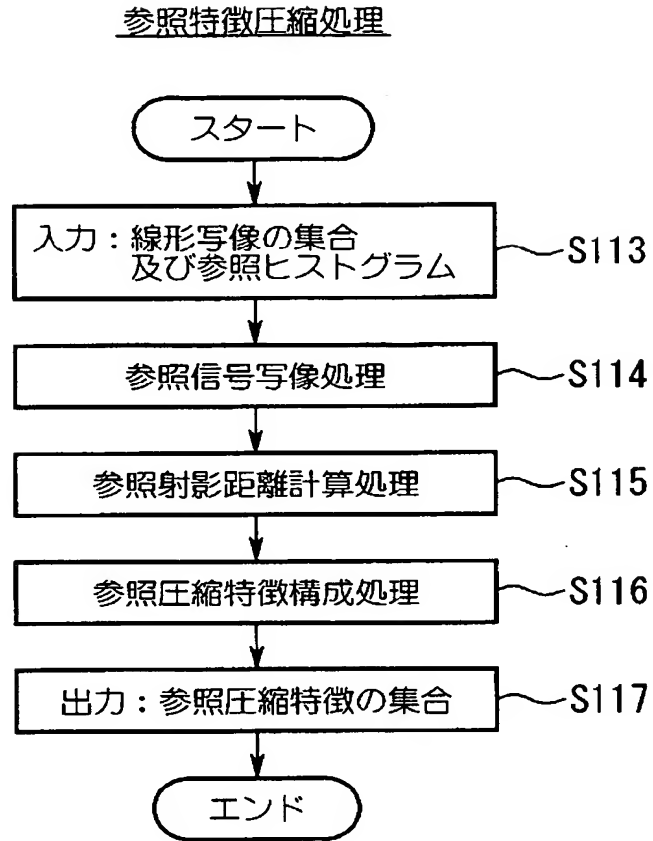 参照特徴圧縮処理
スタート
入力：線形写像の集合
及び参照ヒストグラム
S113
参照信号写像処理
S114
参照射影距離計算処理
S115
参照圧縮特徴構成処理
S116
出力：参照圧縮特徴の集合
S117
エンド